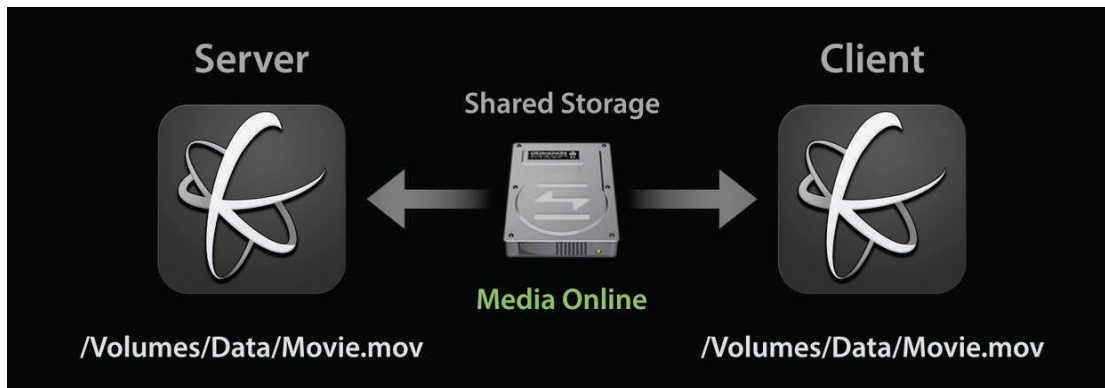 Server
Client
Shared Storage
Media Online
/Volumes/Data/Movie.mov
/Volumes/Data/Movie.mov